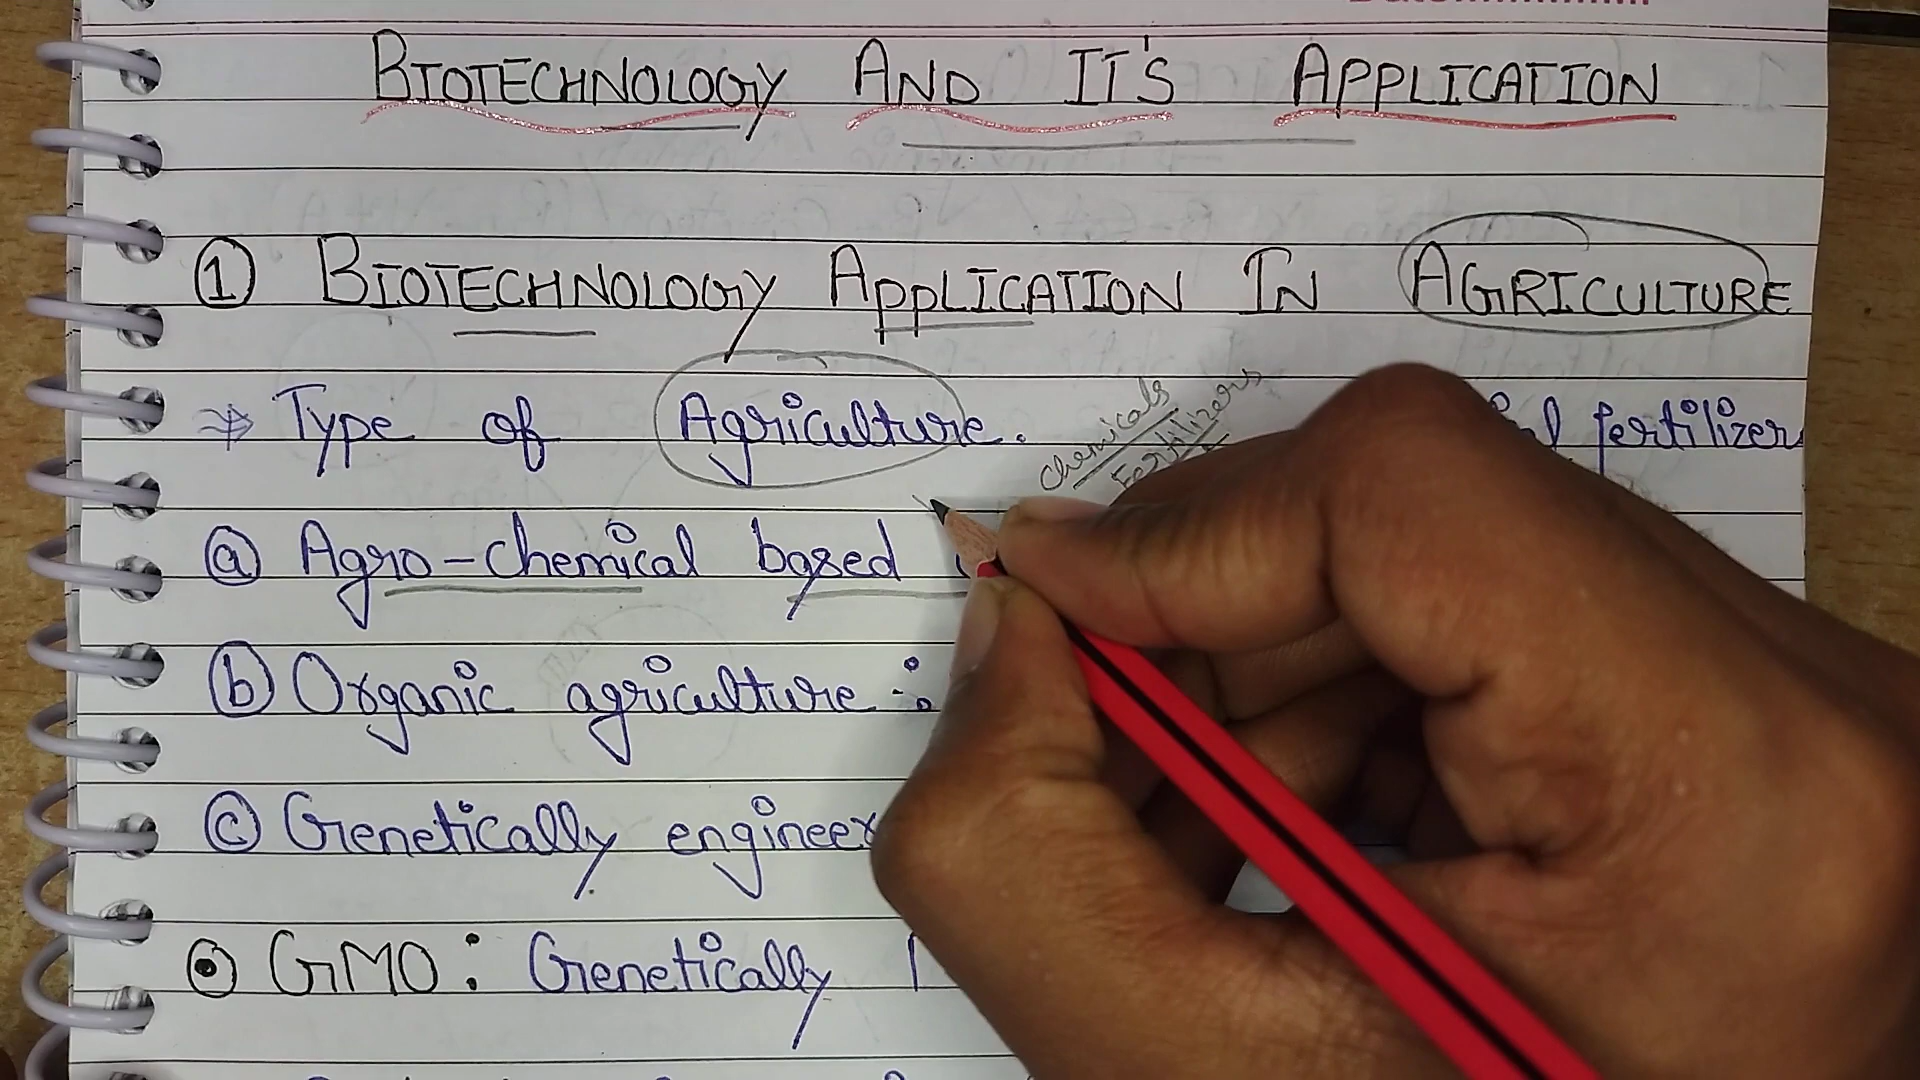 BIOTECHNOLOGY AND IT'S APPLICATION
① BIOTECHNOLOGY APPLICATION IN AGRICULTURE
⇒ Type of Agriculture. fertilizer
Chemicals
Fertilizers
ⓐ Agro-chemical based
ⓑ Organic agriculture :
ⓒ Genetically engineer
⊙ GMO : Genetically